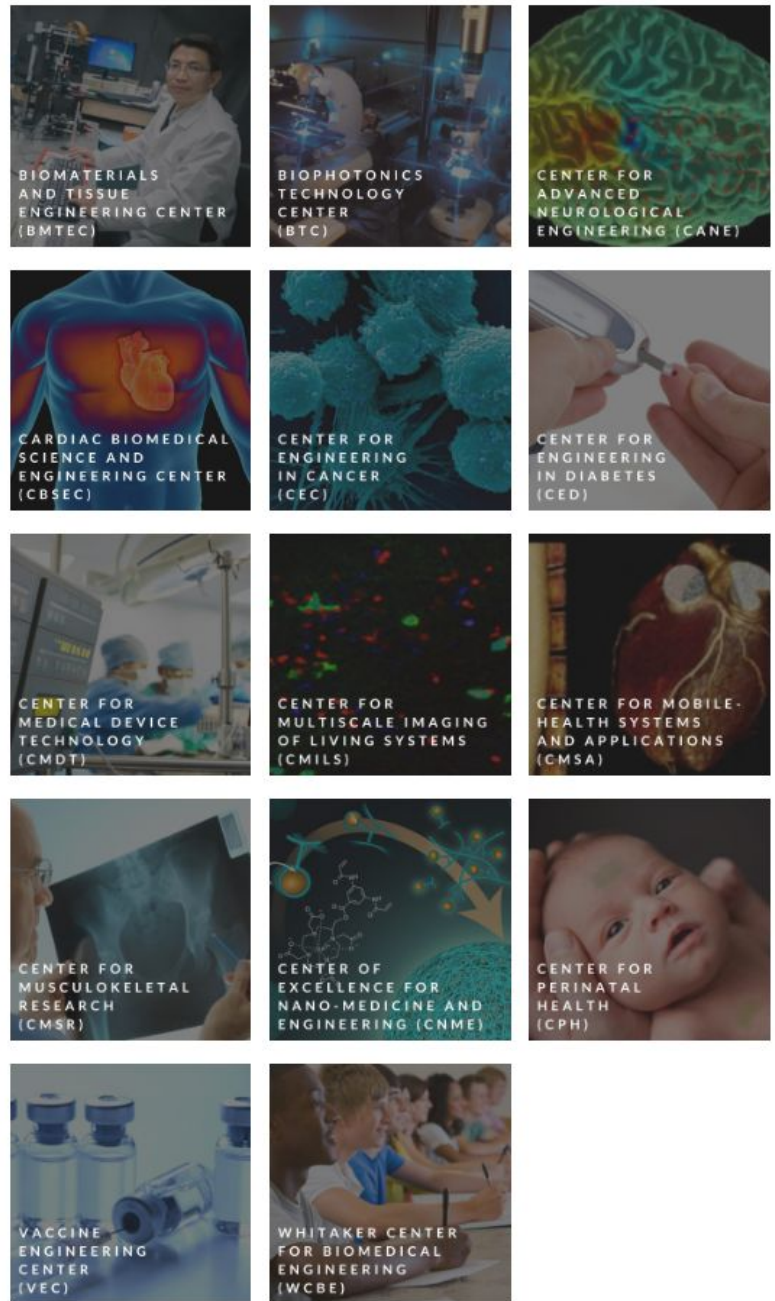 BIOMATERIALS
AND TISSUE
ENGINEERING CENTER
(BMTEC)
BIOPHOTONICS
TECHNOLOGY
CENTER
(BTC)
CENTER FOR
ADVANCED
NEUROLOGICAL
ENGINEERING (CANE)
CARDIAC BIOMEDICAL
SCIENCE AND
ENGINEERING CENTER
(CBSEC)
CENTER FOR
ENGINEERING
IN CANCER
(CEC)
CENTER FOR
ENGINEERING
IN DIABETES
(CED)
CENTER FOR
MEDICAL DEVICE
TECHNOLOGY
(CMDT)
CENTER FOR
MULTISCALE IMAGING
OF LIVING SYSTEMS
(CMILS)
CENTER FOR MOBILE-
HEALTH SYSTEMS
AND APPLICATIONS
(CMSA)
CENTER FOR
MUSCULOKELETAL
RESEARCH
(CMSR)
CENTER OF
EXCELLENCE FOR
NANO-MEDICINE AND
ENGINEERING (CNME)
CENTER FOR
PERINATAL
HEALTH
(CPH)
VACCINE
ENGINEERING
CENTER
(VEC)
WHITAKER CENTER
FOR BIOMEDICAL
ENGINEERING
(WCBE)